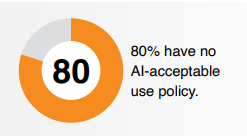 80
80% have no
AI-acceptable
use policy.